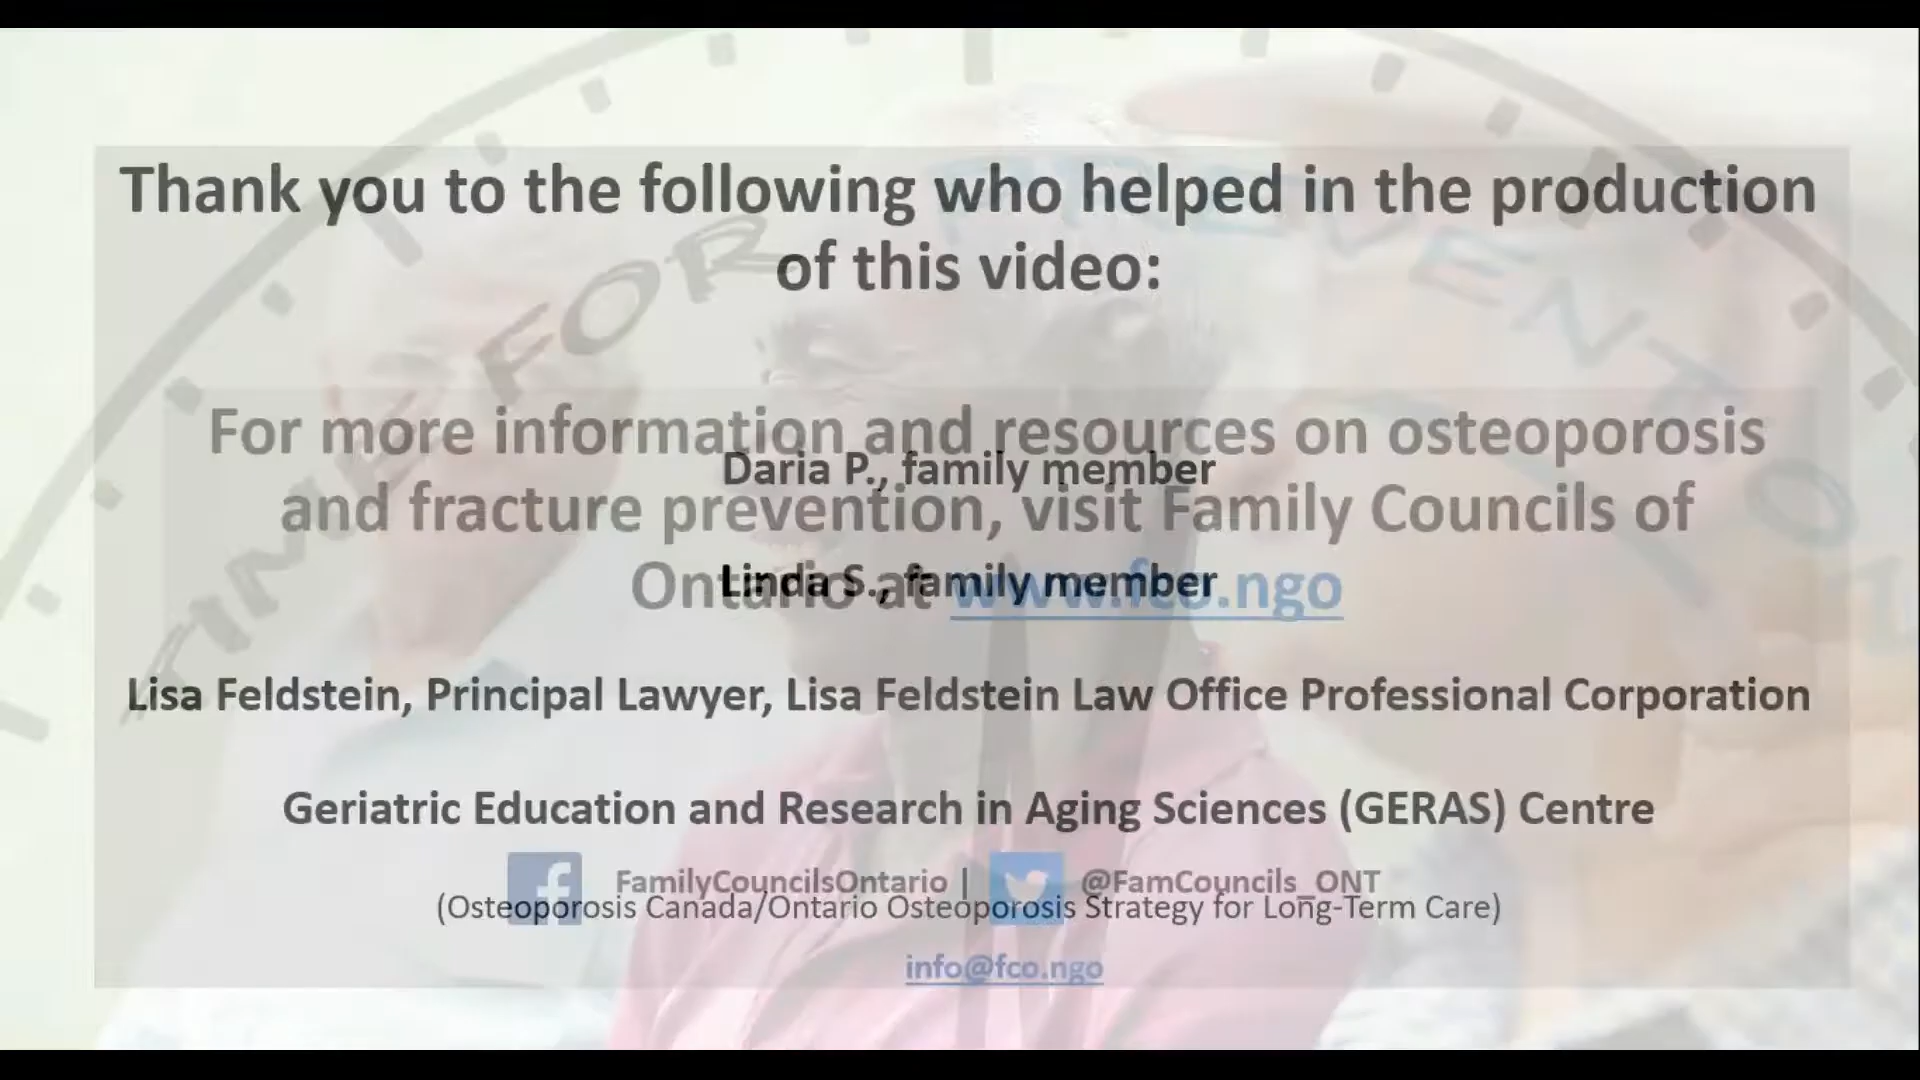 TIME FOR PREVENTION
Thank you to the following who helped in the production
of this video:
For more information and resources on osteoporosis
and fracture prevention, visit Family Councils of
Ontario at www.fco.ngo
Daria P., family member
Linda S., family member
Lisa Feldstein, Principal Lawyer, Lisa Feldstein Law Office Professional Corporation
Geriatric Education and Research in Aging Sciences (GERAS) Centre
FamilyCouncilsOntario | @FamCouncils_ONT
(Osteoporosis Canada/Ontario Osteoporosis Strategy for Long-Term Care)
info@fco.ngo